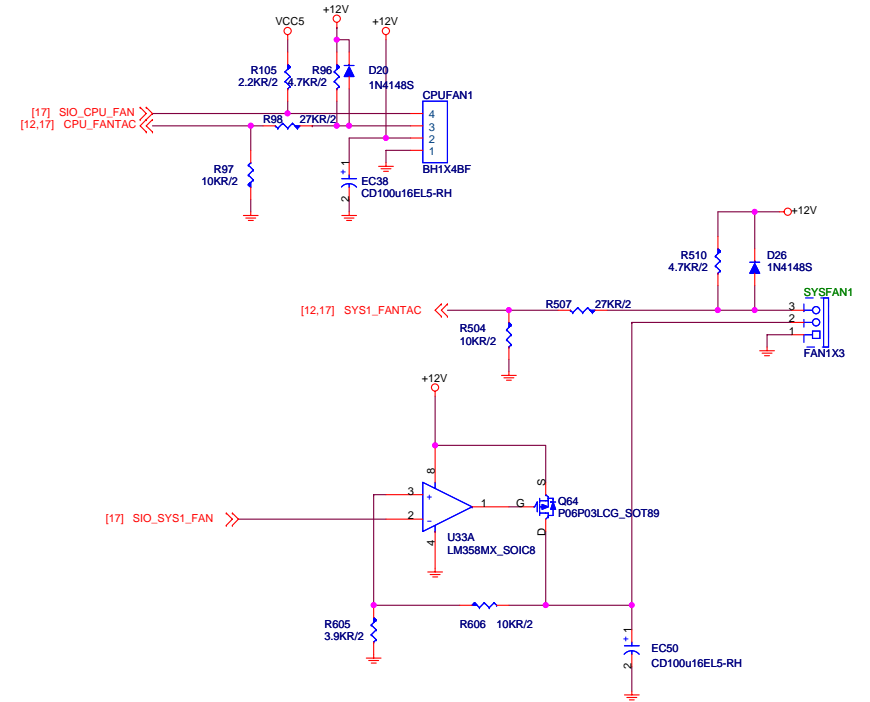 +12V
VCC5
+12V
R105
2.2KR/2
R96
4.7KR/2
D20
1N4148S
CPUFAN1
[17] SIO_CPU_FAN
[12,17] CPU_FANTAC
R98 27KR/2
4
3
2
1
BH1X4BF
R97
10KR/2
1
+
EC38
CD100u16EL5-RH
2
+12V
R510
4.7KR/2
D26
1N4148S
SYSFAN1
[12,17] SYS1_FANTAC
R507 27KR/2
3
2
1
FAN1X3
R504
10KR/2
+12V
8
S
3
+
1
G
Q64
P06P03LCG_SOT89
[17] SIO_SYS1_FAN
2
-
D
4
U33A
LM358MX_SOIC8
R605
3.9KR/2
R606 10KR/2
1
+
EC50
CD100u16EL5-RH
2